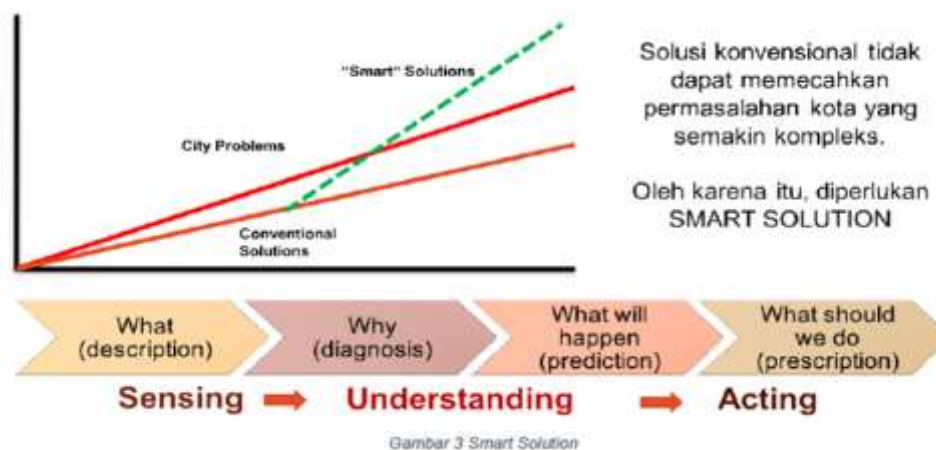 "Smart" Solutions
City Problems
Conventional
Solutions
Solusi konvensional tidak
dapat memecahkan
permasalahan kota yang
semakin kompleks.
Oleh karena itu, diperlukan
SMART SOLUTION
What
(description)
Why
(diagnosis)
What will
happen
(prediction)
What should
we do
(prescription)
Sensing
Understanding
Acting
Gambar 3 Smart Solution